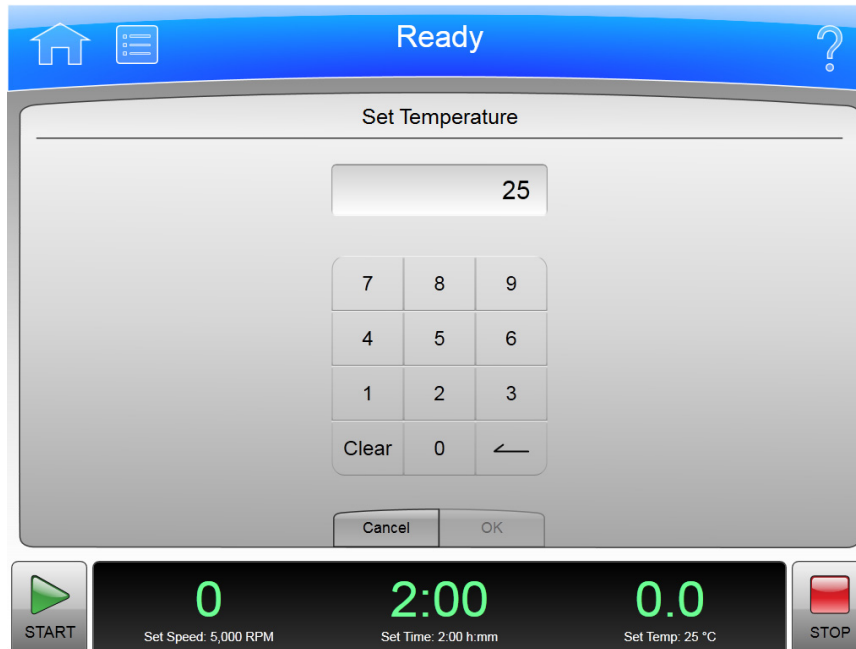 Ready
?
Set Temperature
25
7 8 9
4 5 6
1 2 3
Clear 0
Cancel OK
0 2:00 0.0
START Set Speed: 5,000 RPM Set Time: 2:00 h:mm Set Temp: 25 °C STOP